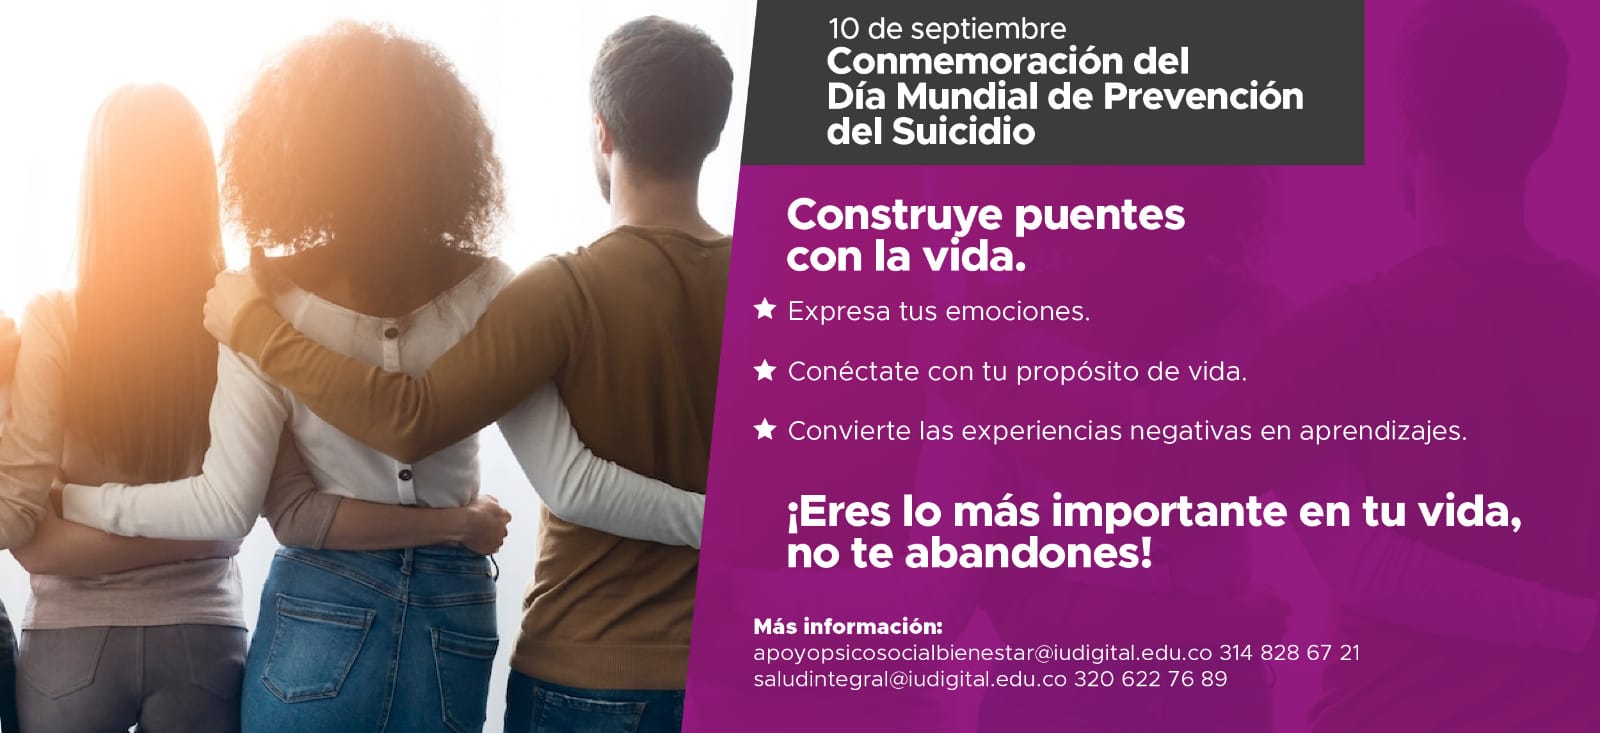 10 de septiembre
Conmemoración del
Día Mundial de Prevención
del Suicidio
Construye puentes
con la vida.
Expresa tus emociones.
Conéctate con tu propósito de vida.
Convierte las experiencias negativas en aprendizajes.
¡Eres lo más importante en tu vida,
no te abandones!
Más información:
apoyopsicosocialbienestar@iudigital.edu.co 314 828 67 21
saludintegral@iudigital.edu.co 320 622 76 89